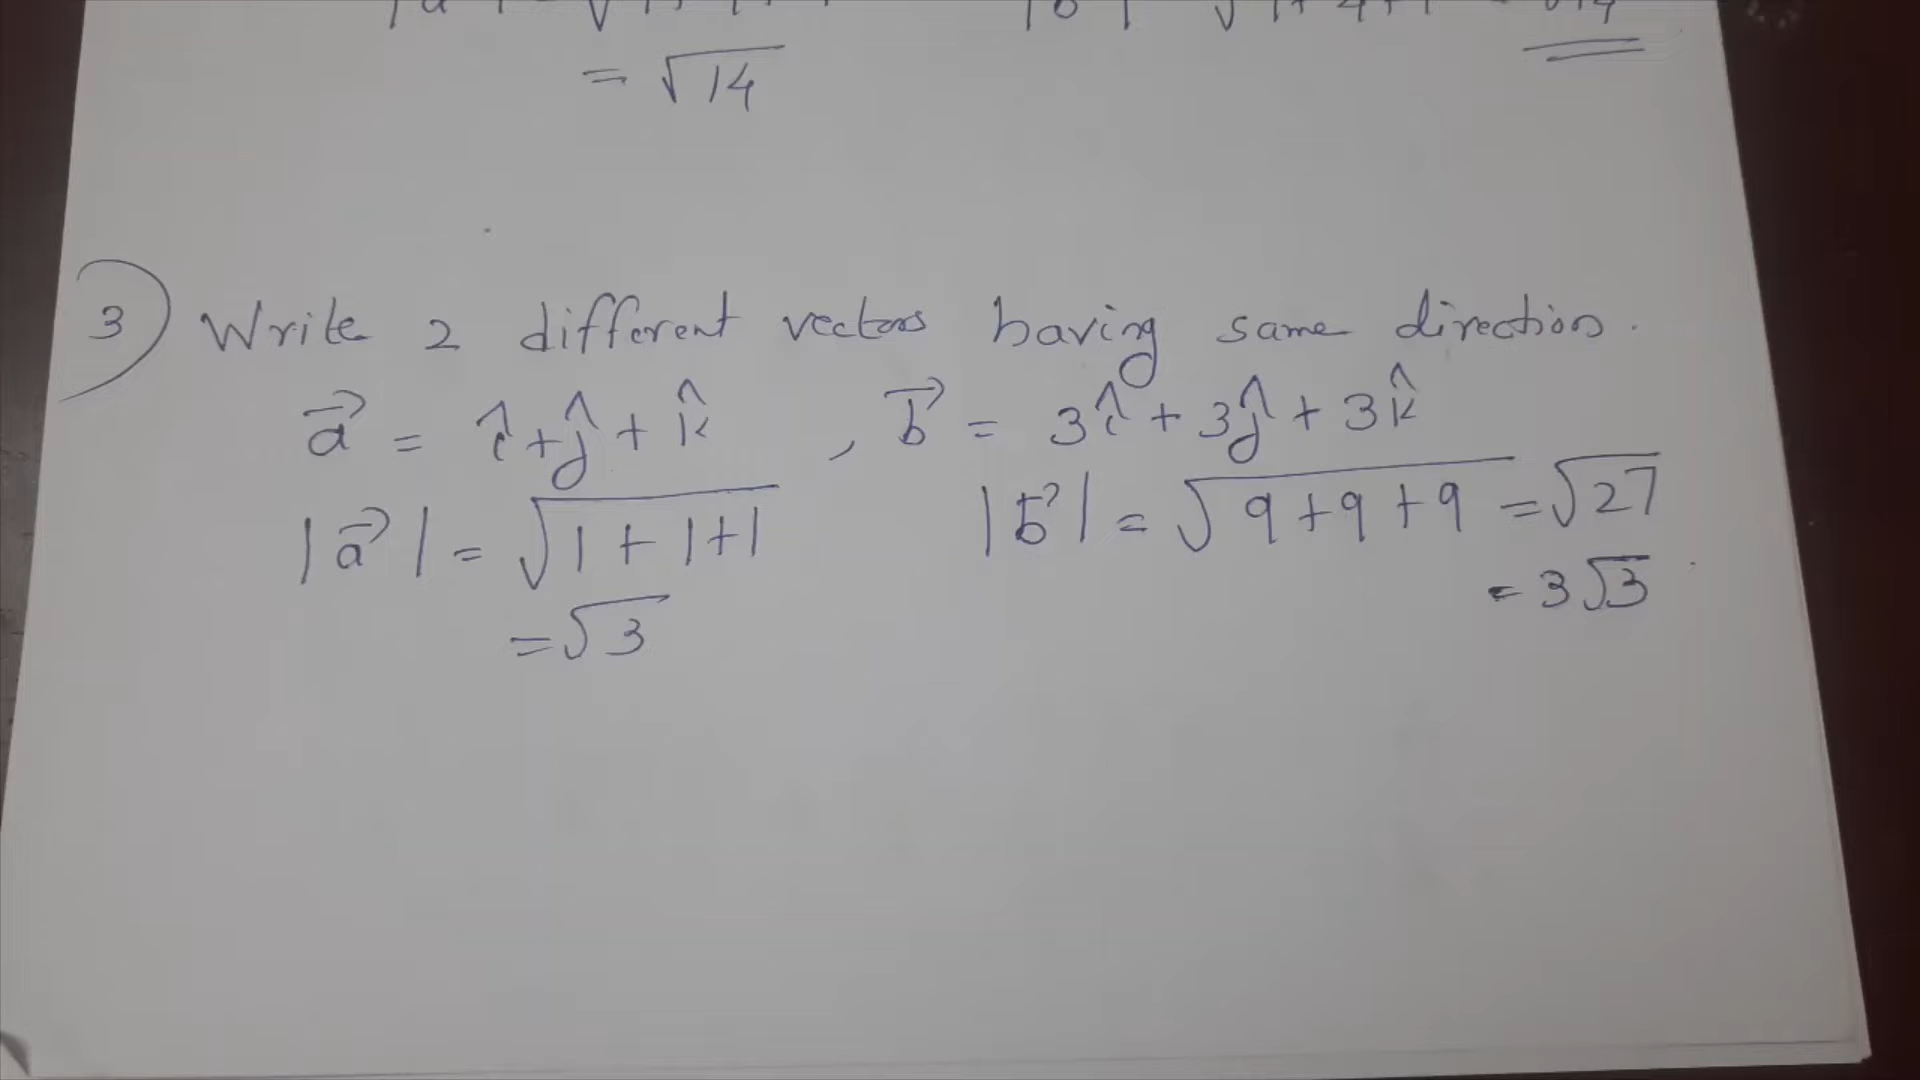 = √14
3) Write 2 different vectors having same direction.
a⃗ = î+ĵ+k̂ , b⃗ = 3î+3ĵ+3k̂
|a⃗| = √1+1+1 |b⃗| = √9+9+9 = √27
= √3 = 3√3